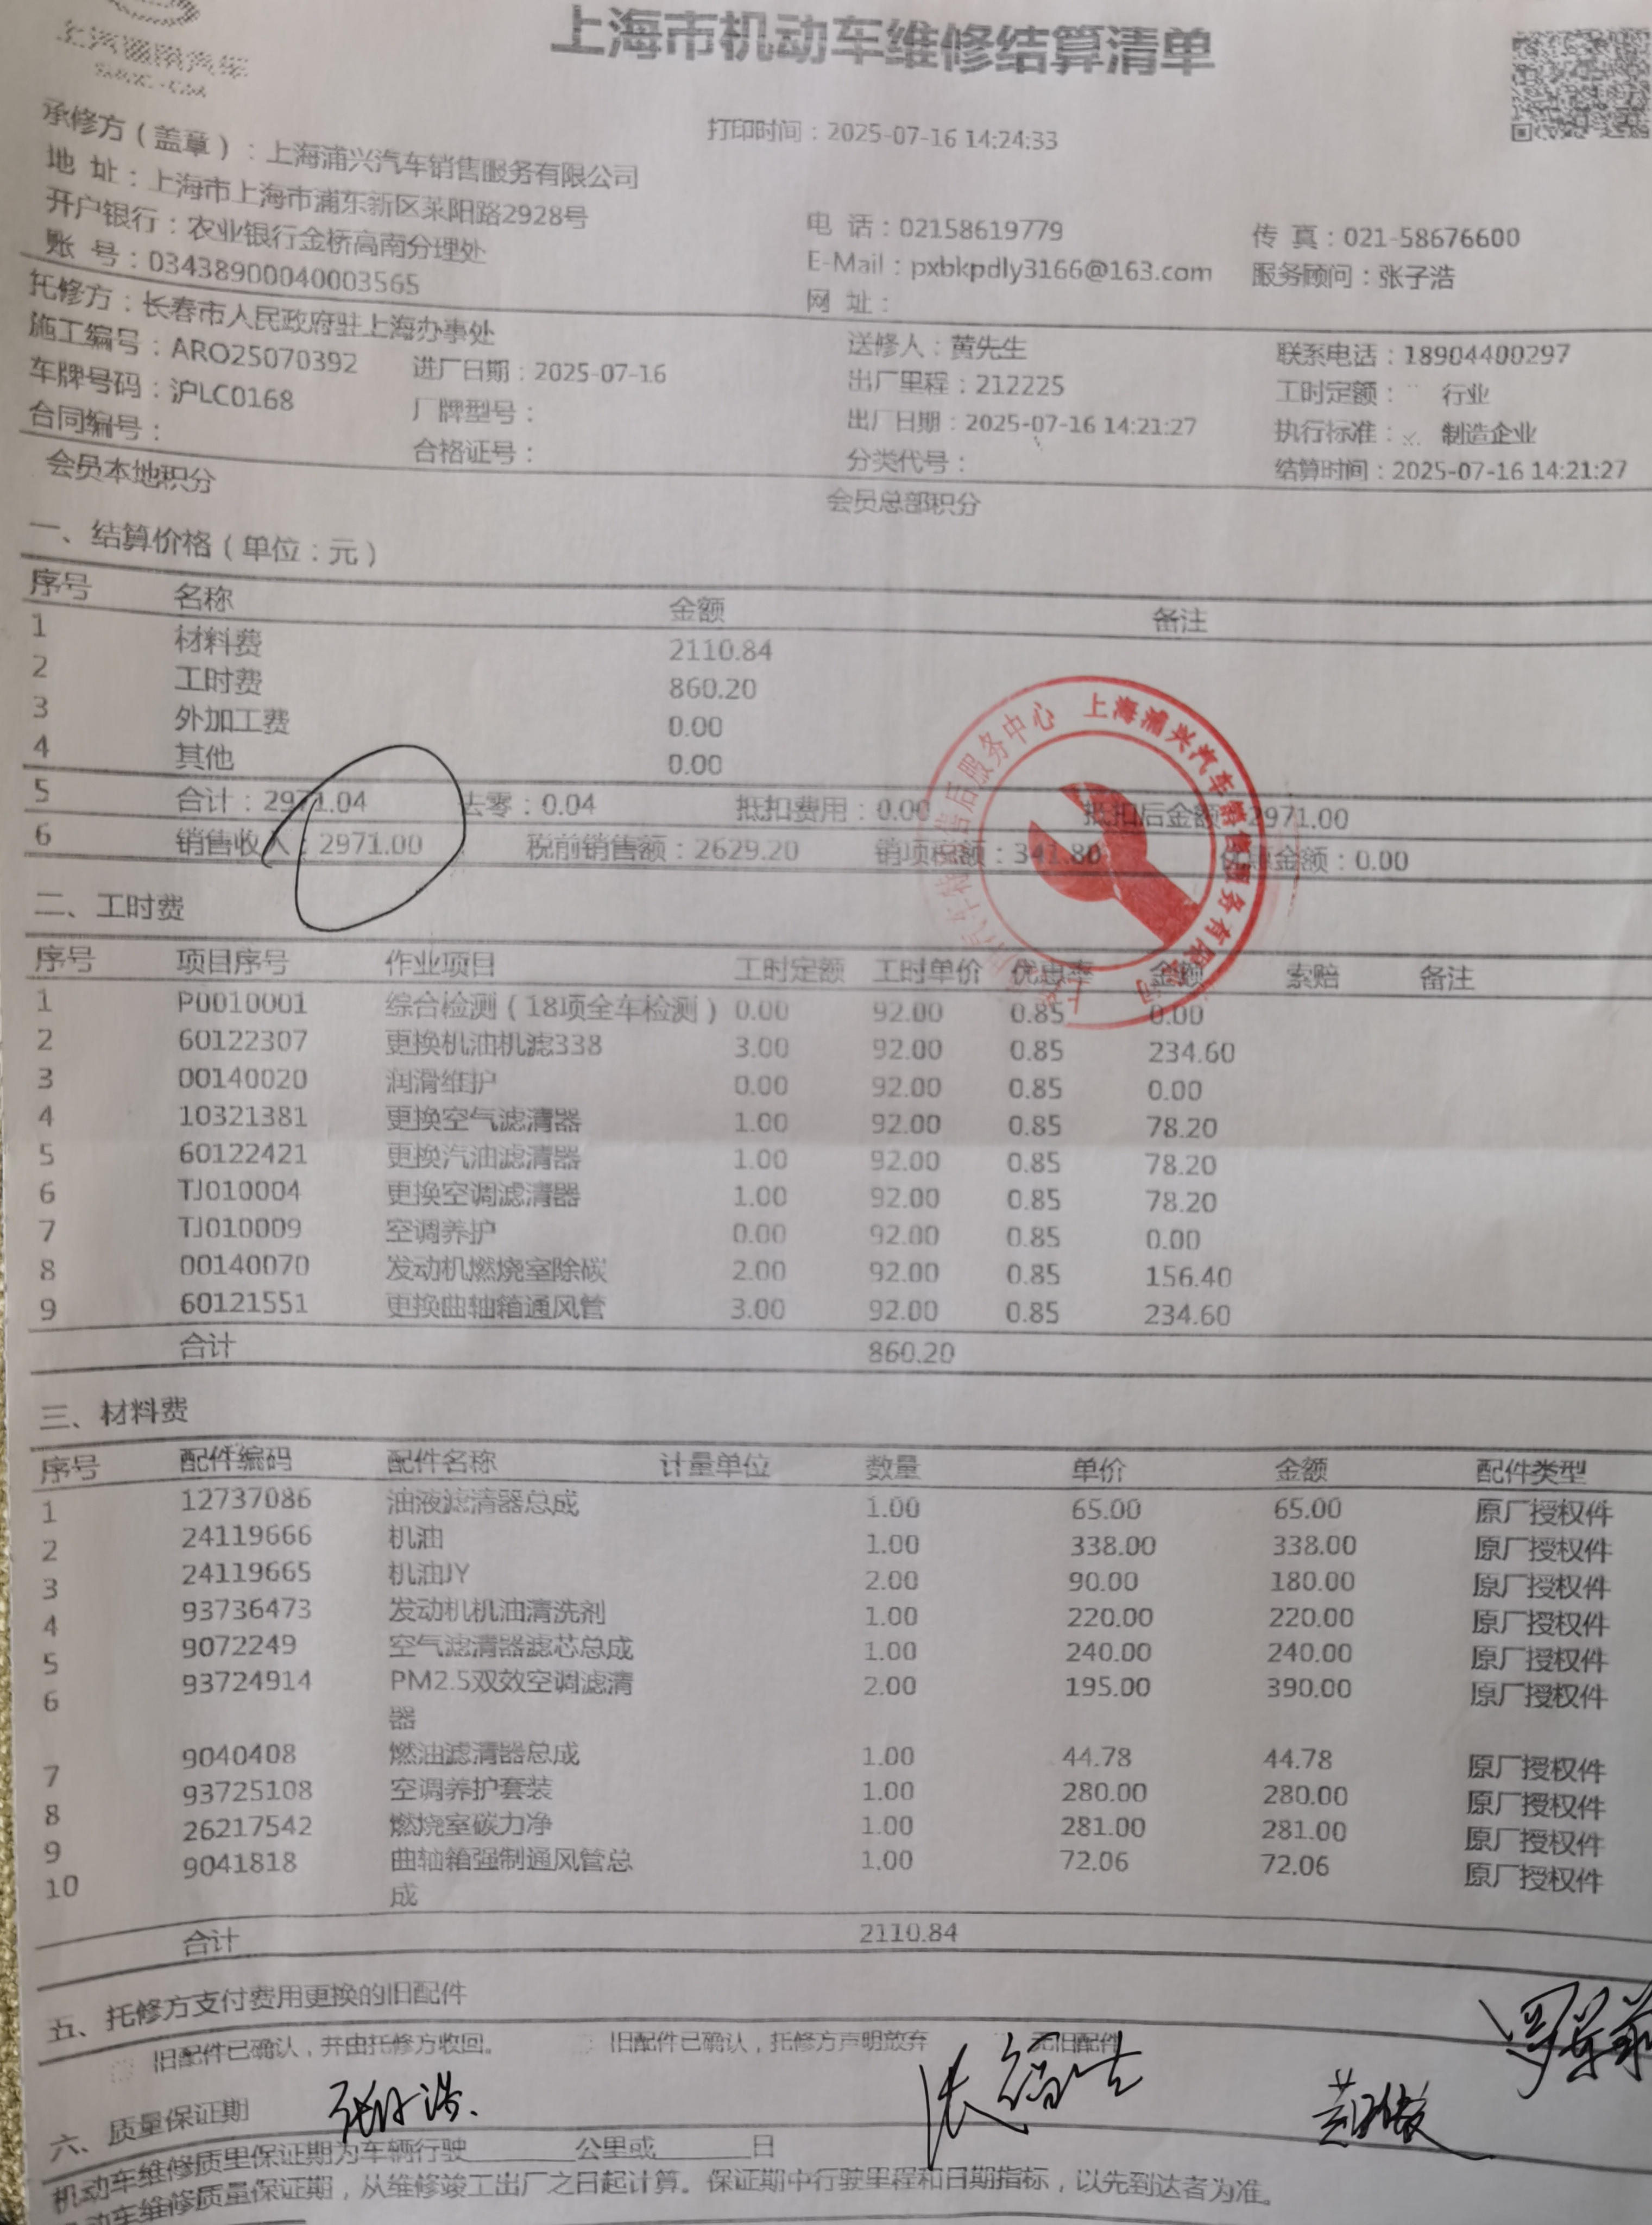 上海市机动车维修结算清单
打印时间：2025-07-16 14:24:33
承修方（盖章）：上海浦兴汽车销售服务有限公司
地 址：上海市上海市浦东新区莱阳路2928号 电 话：02158619779 传 真：021-58676600
开户银行：农业银行金桥高南分理处 E-Mail：pxbkpdly3166@163.com 服务顾问：张子浩
账 号：03438900040003565 网 址：
托修方：长春市人民政府驻上海办事处 送修人：黄先生 联系电话：18904400297
施工编号：ARO25070392 进厂日期：2025-07-16 出厂里程：212225 工时定额： 行业
车牌号码：沪LC0168 厂牌型号： 出厂日期：2025-07-16 14:21:27 执行标准： 制造企业
合同编号： 合格证号： 分类代号： 结算时间：2025-07-16 14:21:27
会员本地积分 会员总部积分
一、结算价格（单位：元）
序号 名称 金额 备注
1 材料费 2110.84
2 工时费 860.20
3 外加工费 0.00
4 其他 0.00
5 合计：2971.04 去零：0.04 抵扣费用：0.00 抵扣后金额：2971.00
6 销售收入：2971.00 税前销售额：2629.20 销项税额：341.80 优惠金额：0.00
上海浦兴汽车销售服务有限公司
售后服务中心
二、工时费
序号 项目序号 作业项目 工时定额 工时单价 优惠率 金额 索赔 备注
1 P0010001 综合检测（18项全车检测） 0.00 92.00 0.85 0.00
2 60122307 更换机油机滤338 3.00 92.00 0.85 234.60
3 00140020 润滑维护 0.00 92.00 0.85 0.00
4 10321381 更换空气滤清器 1.00 92.00 0.85 78.20
5 60122421 更换汽油滤清器 1.00 92.00 0.85 78.20
6 TJ010004 更换空调滤清器 1.00 92.00 0.85 78.20
7 TJ010009 空调养护 0.00 92.00 0.85 0.00
8 00140070 发动机燃烧室除碳 2.00 92.00 0.85 156.40
9 60121551 更换曲轴箱通风管 3.00 92.00 0.85 234.60
合计 860.20
三、材料费
序号 配件编码 配件名称 计量单位 数量 单价 金额 配件类型
1 12737086 油液滤清器总成 1.00 65.00 65.00 原厂授权件
2 24119666 机油 1.00 338.00 338.00 原厂授权件
3 24119665 机油JY 2.00 90.00 180.00 原厂授权件
4 93736473 发动机机油清洗剂 1.00 220.00 220.00 原厂授权件
5 9072249 空气滤清器滤芯总成 1.00 240.00 240.00 原厂授权件
6 93724914 PM2.5双效空调滤清 2.00 195.00 390.00 原厂授权件
器
7 9040408 燃油滤清器总成 1.00 44.78 44.78 原厂授权件
8 93725108 空调养护套装 1.00 280.00 280.00 原厂授权件
9 26217542 燃烧室碳力净 1.00 281.00 281.00 原厂授权件
10 9041818 曲轴箱强制通风管总 1.00 72.06 72.06 原厂授权件
成
合计 2110.84
五、托修方支付费用更换的旧配件
旧配件已确认，并由托修方收回。 旧配件已确认，托修方声明放弃 无旧配件
六、质量保证期
张子浩
机动车维修质里保证期为车辆行驶 公里或 日
机动车维修质量保证期，从维修竣工出厂之日起计算。保证期中行驶里程和日期指标，以先到达者为准。